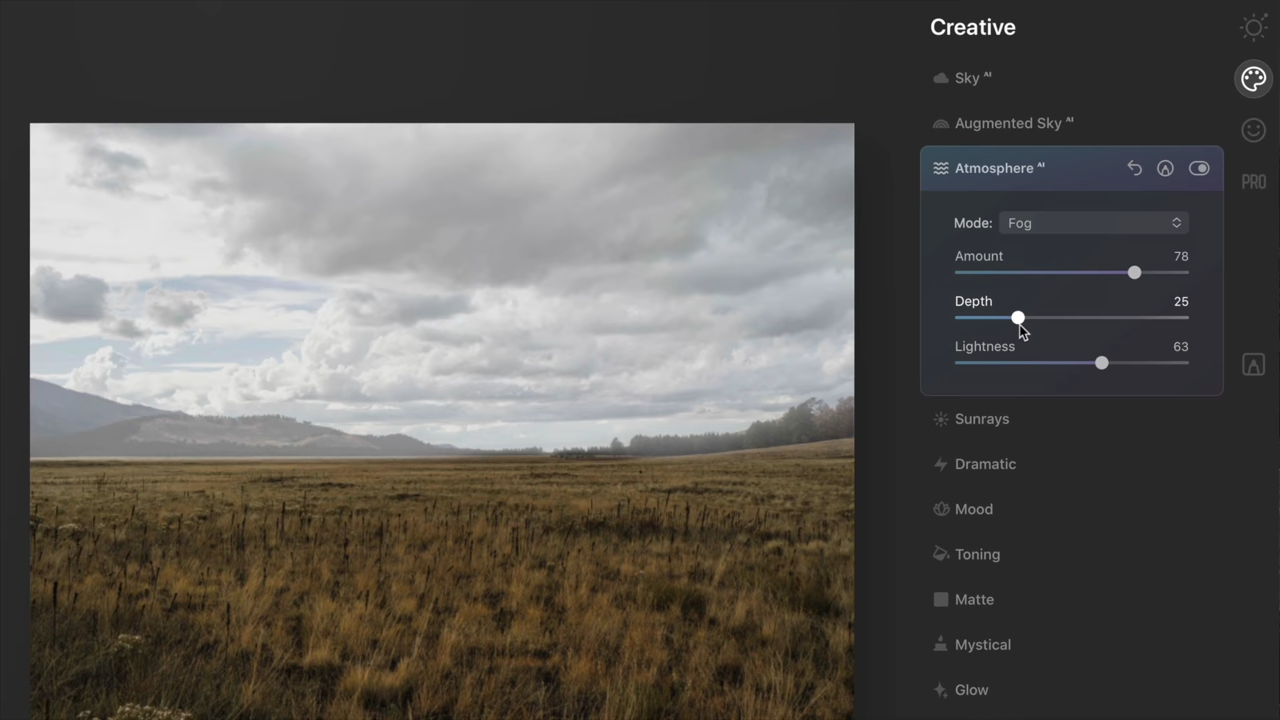 Creative
Sky AI
Augmented Sky AI
Atmosphere AI
PRO
Mode: Fog
Amount 78
Depth 25
Lightness 63
Sunrays
Dramatic
Mood
Toning
Matte
Mystical
Glow